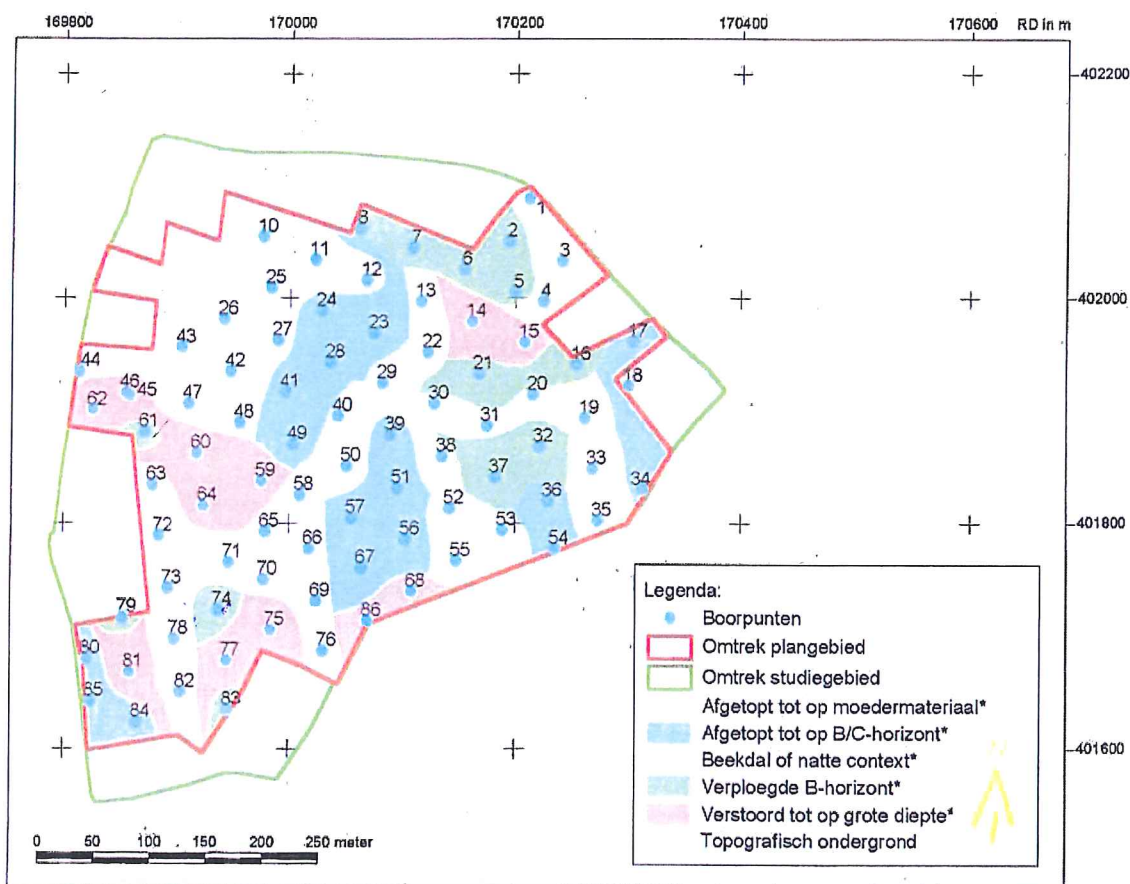 169800 170000 170200 170400 170600 RD in m
402200
1
10 8 7 2 3
11 6
12 5 4
25 13 402000
26 24 14
27 23 22 15 17
43 28 21 16
44 42 29 20 18
46 45 47 41 30
62 48 40 31 19
61 39 32
60 49 38 33
63 59 50 37
64 58 51 36 34
57 52 35
72 65 66 56 53 54 401800
71 67 55
73 70 69 68
79 74 86
78 75 76
80 81 77
85 82 83
84
401600
Legenda:
Boorpunten
Omtrek plangebied
Omtrek studiegebied
Afgetopt tot op moedermateriaal*
Afgetopt tot op B/C-horizont*
Beekdal of natte context*
Verploegde B-horizont*
Verstoord tot op grote diepte*
Topografisch ondergrond
N
0 50 100 150 200 250 meter